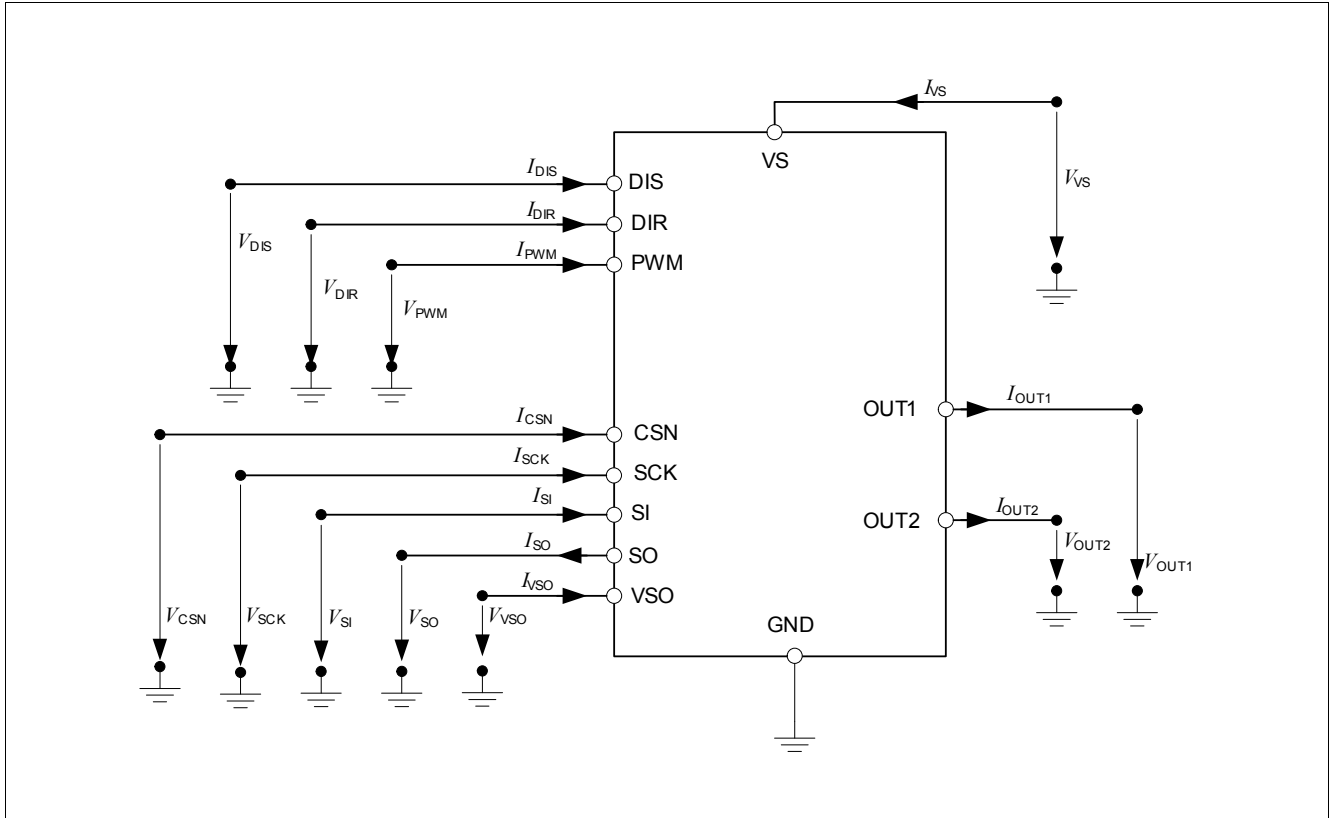 I_VS
VS
V_VS
I_DIS
DIS
I_DIR
DIR
V_DIS
I_PWM
PWM
V_DIR
V_PWM
I_CSN
CSN
I_SCK
SCK
I_SI
SI
I_SO
SO
I_VSO
VSO
V_CSN
V_SCK
V_SI
V_SO
V_VSO
OUT1
I_OUT1
OUT2
I_OUT2
V_OUT2
V_OUT1
GND